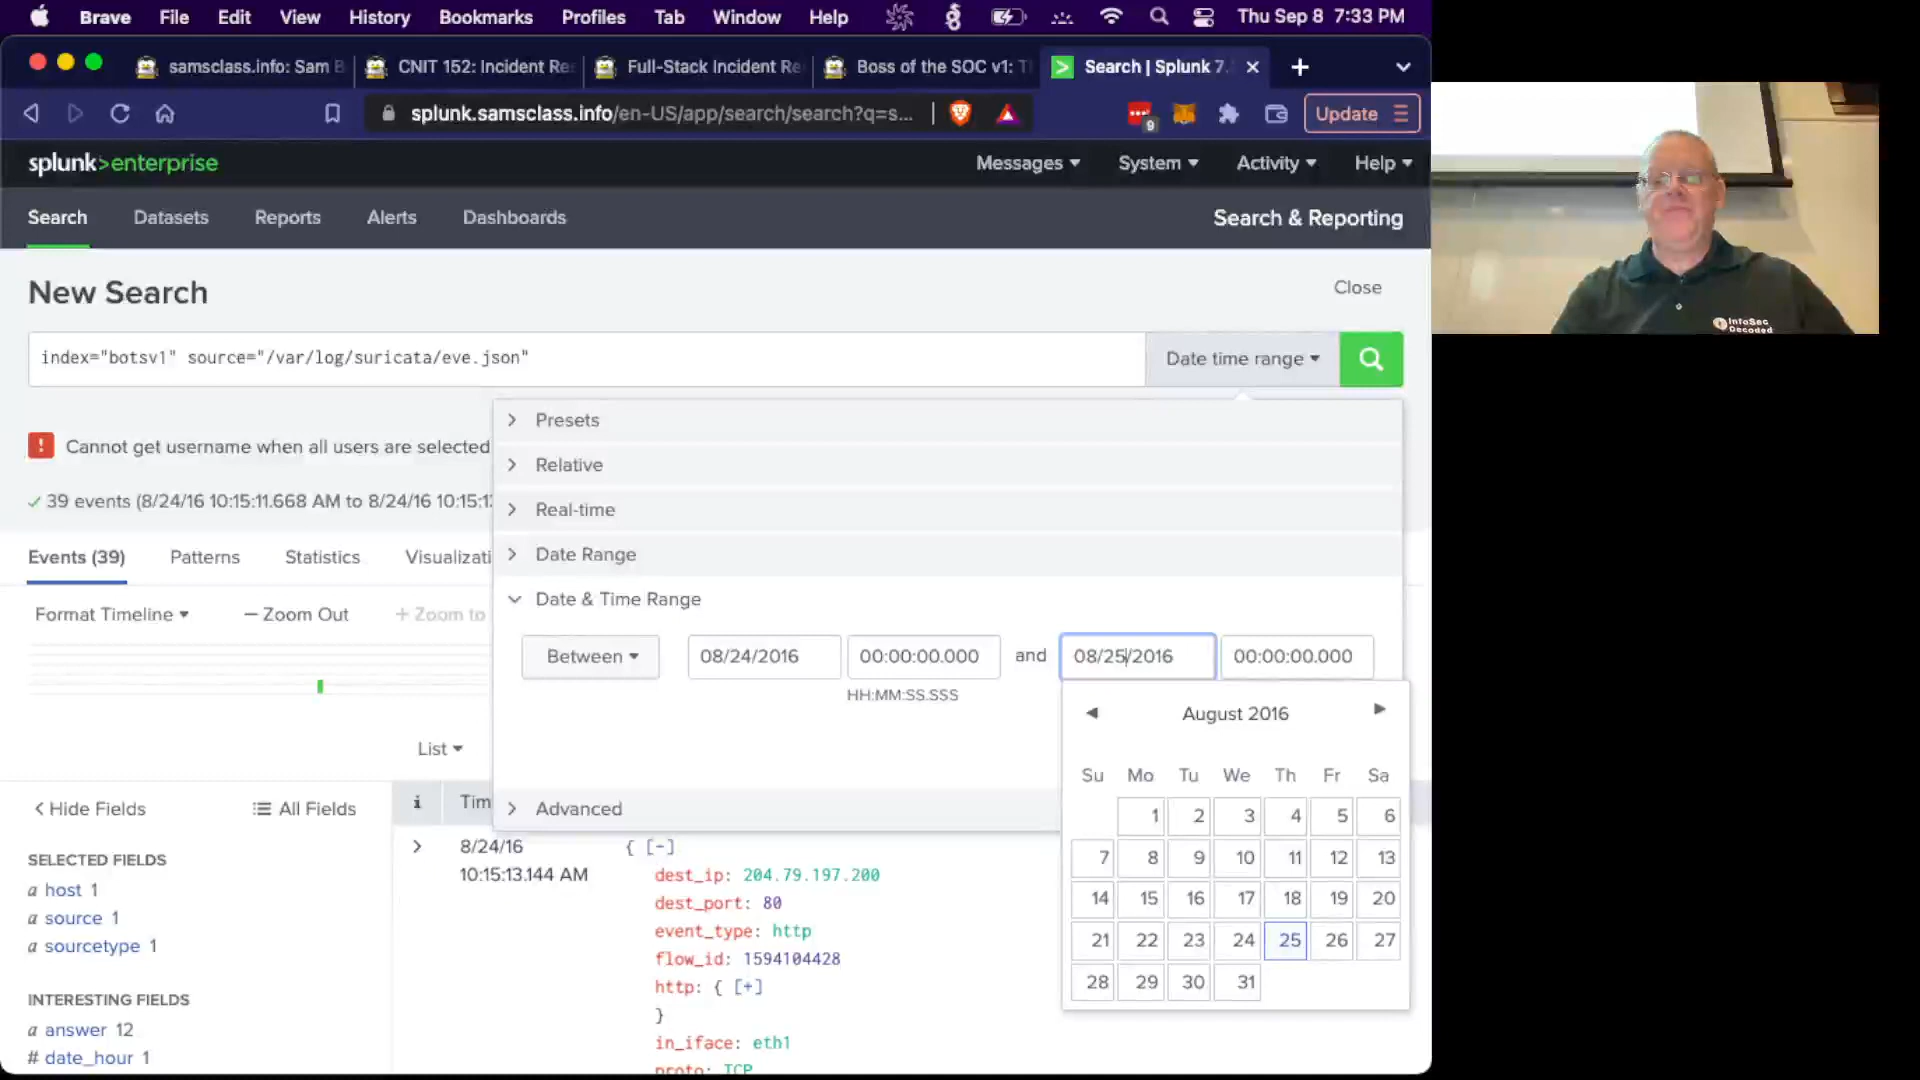 Brave File Edit View History Bookmarks Profiles Tab Window Help Thu Sep 8 7:33 PM
samsclass.info: Sam B CNIT 152: Incident Re Full-Stack Incident Re Boss of the SOC v1: T Search | Splunk 7.
splunk.samsclass.info/en-US/app/search/search?q=s... 9 Update
splunk>enterprise Messages System Activity Help
Search Datasets Reports Alerts Dashboards Search & Reporting
New Search Close
index="botsv1" source="/var/log/suricata/eve.json" Date time range
Presets
! Cannot get username when all users are selected
Relative
✓ 39 events (8/24/16 10:15:11.668 AM to 8/24/16 10:15:1
Real-time
Events (39) Patterns Statistics Visualizati
Date Range
Date & Time Range
Format Timeline — Zoom Out + Zoom to
Between 08/24/2016 00:00:00.000 and 08/25/2016 00:00:00.000
HH:MM:SS.SSS
August 2016
List
Su Mo Tu We Th Fr Sa
1 2 3 4 5 6
7 8 9 10 11 12 13
14 15 16 17 18 19 20
21 22 23 24 25 26 27
28 29 30 31
Advanced
< Hide Fields All Fields i Tim
SELECTED FIELDS
a host 1
a source 1
a sourcetype 1
INTERESTING FIELDS
a answer 12
# date_hour 1
> 8/24/16
10:15:13.144 AM
{ [-]
dest_ip: 204.79.197.200
dest_port: 80
event_type: http
flow_id: 1594104428
http: { [+]
}
in_iface: eth1
proto: TCP
InfoSec
Decoded